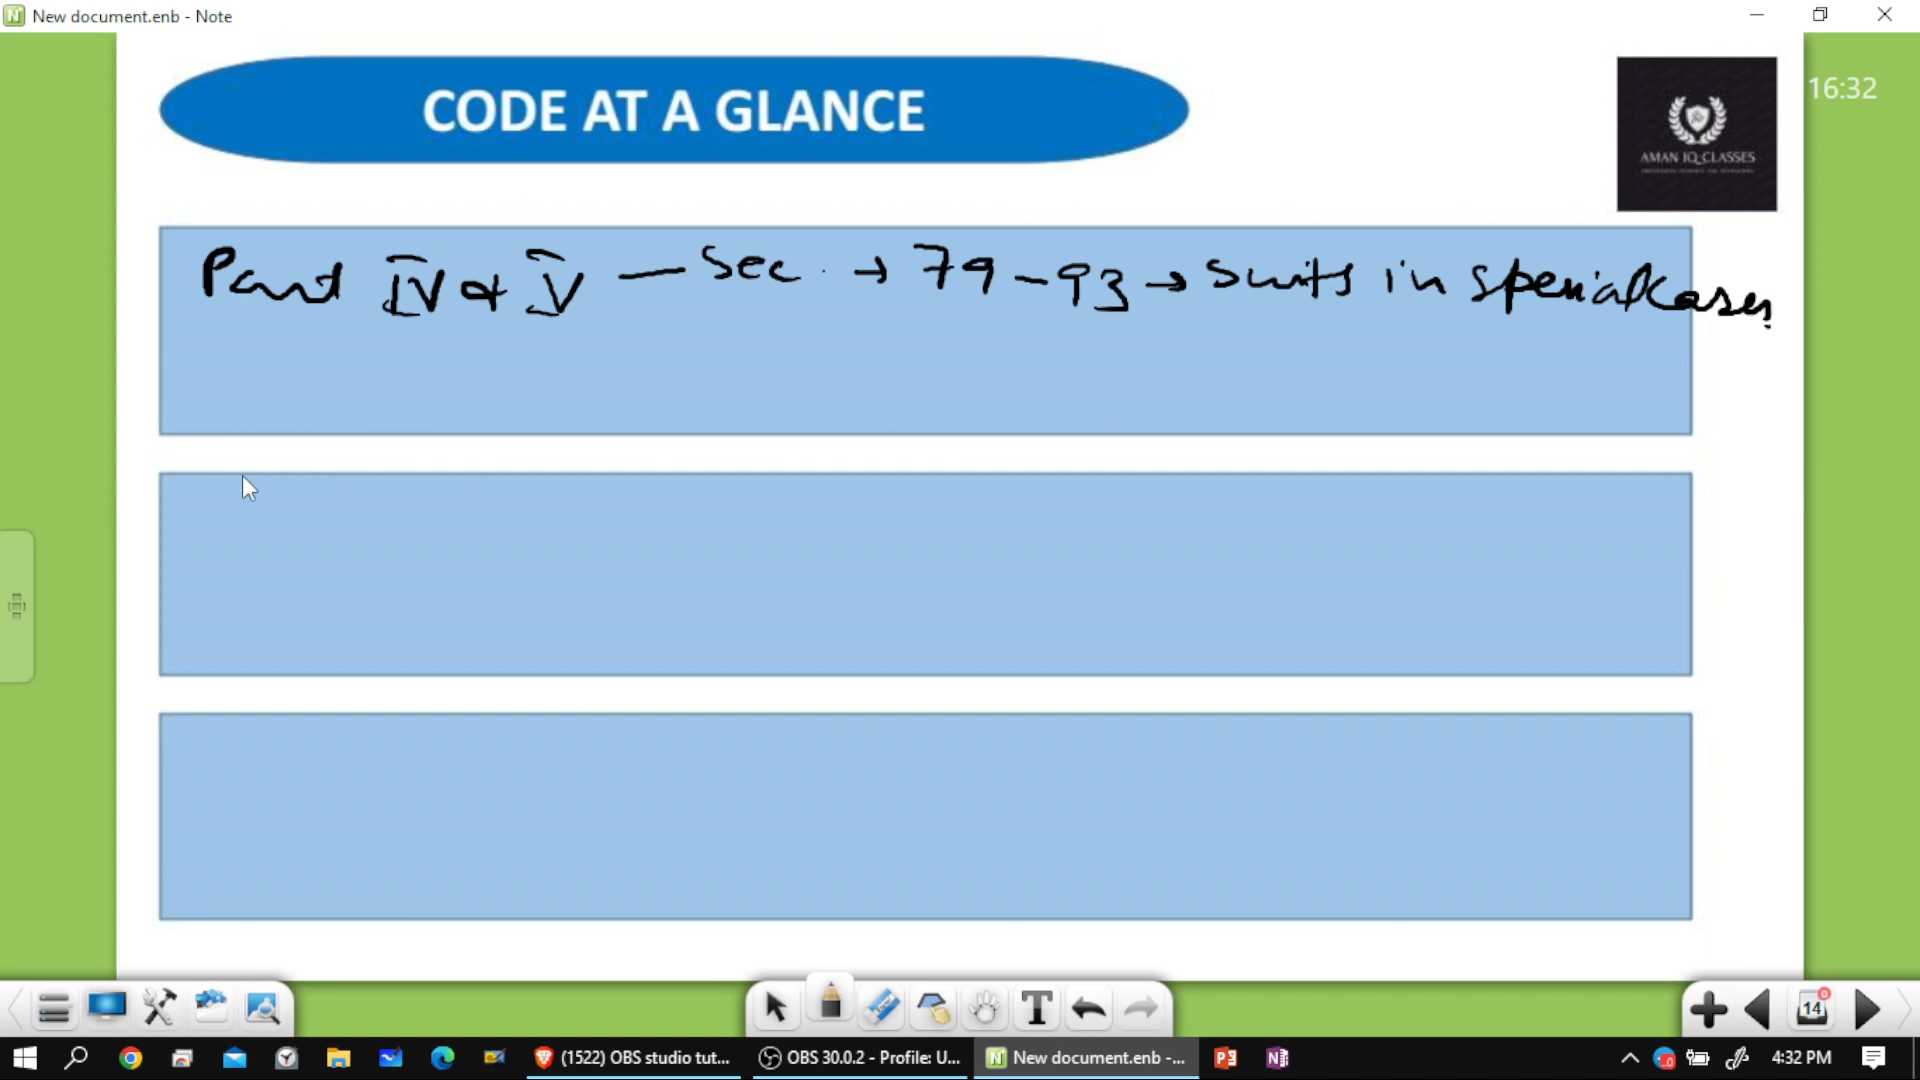 New document.enb - Note
CODE AT A GLANCE
16:32
AMAN IQ CLASSES
Part IV & V — Sec. → 79-93 → Suits in Special Cases
14
0
(1522) OBS studio tut...
OBS 30.0.2 - Profile: U...
New document.enb -...
4:32 PM